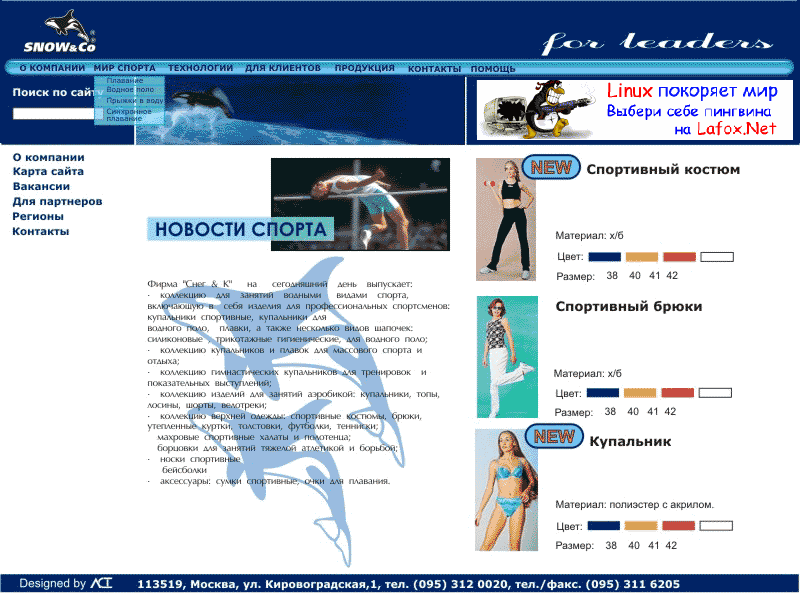 SNOW&Co
for leaders
О КОМПАНИИ МИР СПОРТА ТЕХНОЛОГИИ ДЛЯ КЛИЕНТОВ ПРОДУКЦИЯ КОНТАКТЫ ПОМОЩЬ
Плавание
Водное поло
Прыжки в воду
Синхронное
плавание
Поиск по сайту
Linux покоряет мир
Выбери себе пингвина
на Lafox.Net
О компании
Карта сайта
Вакансии
Для партнеров
Регионы
Контакты
НОВОСТИ СПОРТА
Фирма "Снег & К" на сегодняшний день выпускает:
· коллекцию для занятий водными видами спорта,
включающую в себя изделия для профессиональных спортсменов:
купальники спортивные, купальники для
водного поло, плавки, а также несколько видов шапочек:
силиконовые , трикотажные гигиенические, для водного поло;
· коллекцию купальников и плавок для массового спорта и
отдыха;
· коллекцию гимнастических купальников для тренировок и
показательных выступлений;
· коллекцию изделий для занятий аэробикой: купальники, топы,
лосины, шорты, велотреки;
· коллекцию верхней одежды: спортивные костюмы, брюки,
утепленные куртки, толстовки, футболки, тенниски;
махровые спортивные халаты и полотенца;
борцовки для занятий тяжелой атлетикой и борьбой;
· носки спортивные
бейсболки
· аксессуары: сумки спортивные, очки для плавания.
NEW
Спортивный костюм
Материал: х/б
Цвет:
Размер: 38 40 41 42
Спортивный брюки
Материал: х/б
Цвет:
Размер: 38 40 41 42
NEW
Купальник
Материал: полиэстер с акрилом.
Цвет:
Размер: 38 40 41 42
Designed by ACI 113519, Москва, ул. Кировоградская,1, тел. (095) 312 0020, тел./факс. (095) 311 6205